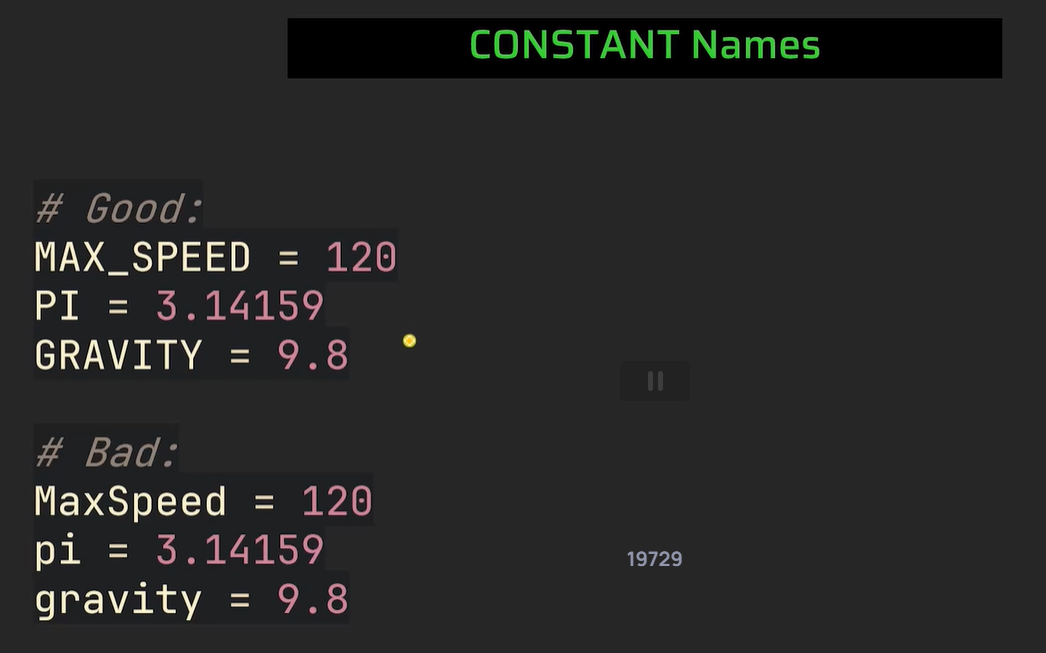 CONSTANT Names
# Good:
MAX_SPEED = 120
PI = 3.14159
GRAVITY = 9.8
# Bad:
MaxSpeed = 120
pi = 3.14159
gravity = 9.8
19729